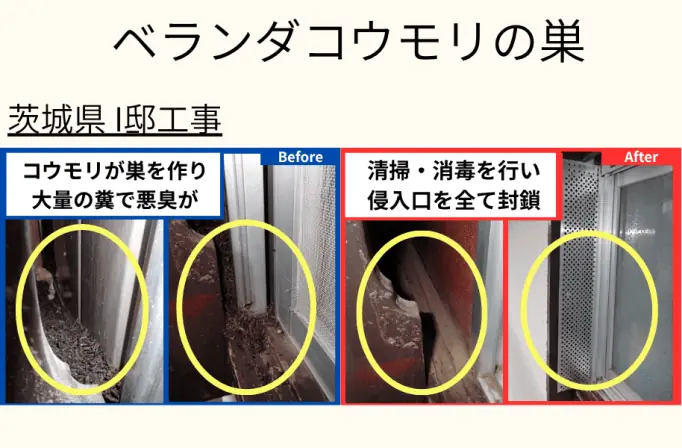 ベランダコウモリの巣
茨城県 I邸工事
Before
コウモリが巣を作り
大量の糞で悪臭が
After
清掃・消毒を行い
侵入口を全て封鎖